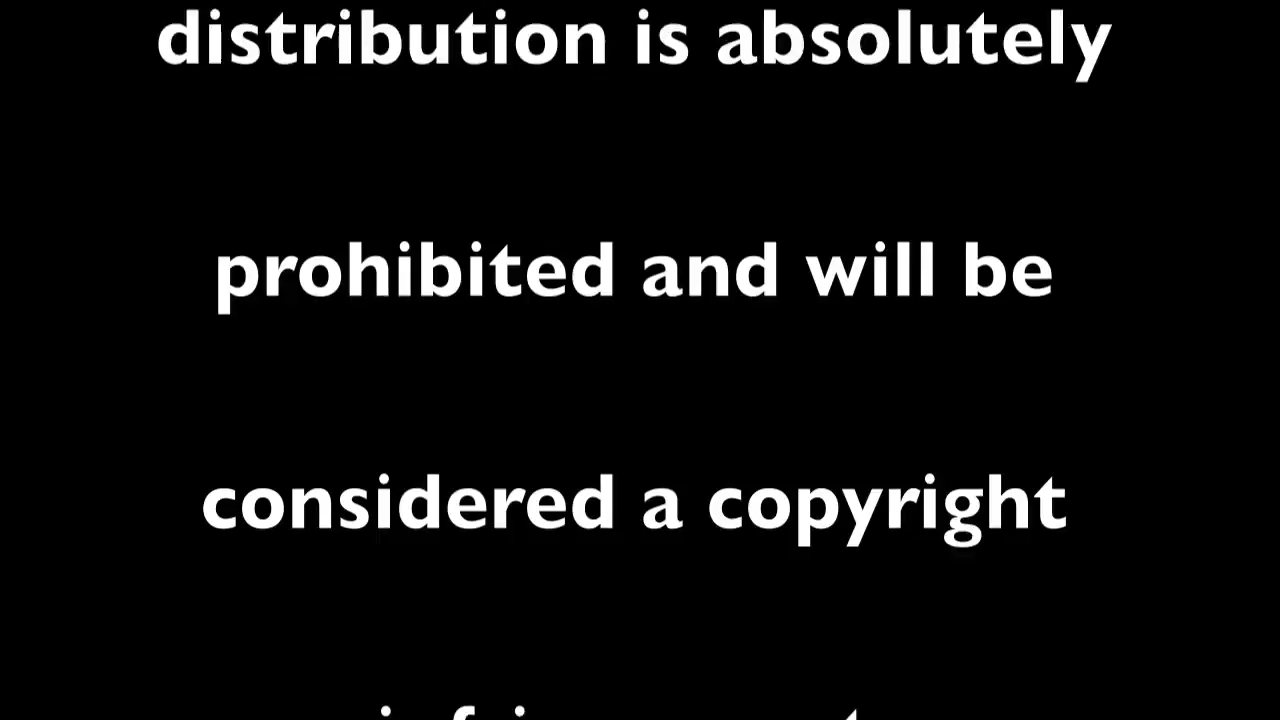 distribution is absolutely
prohibited and will be
considered a copyright